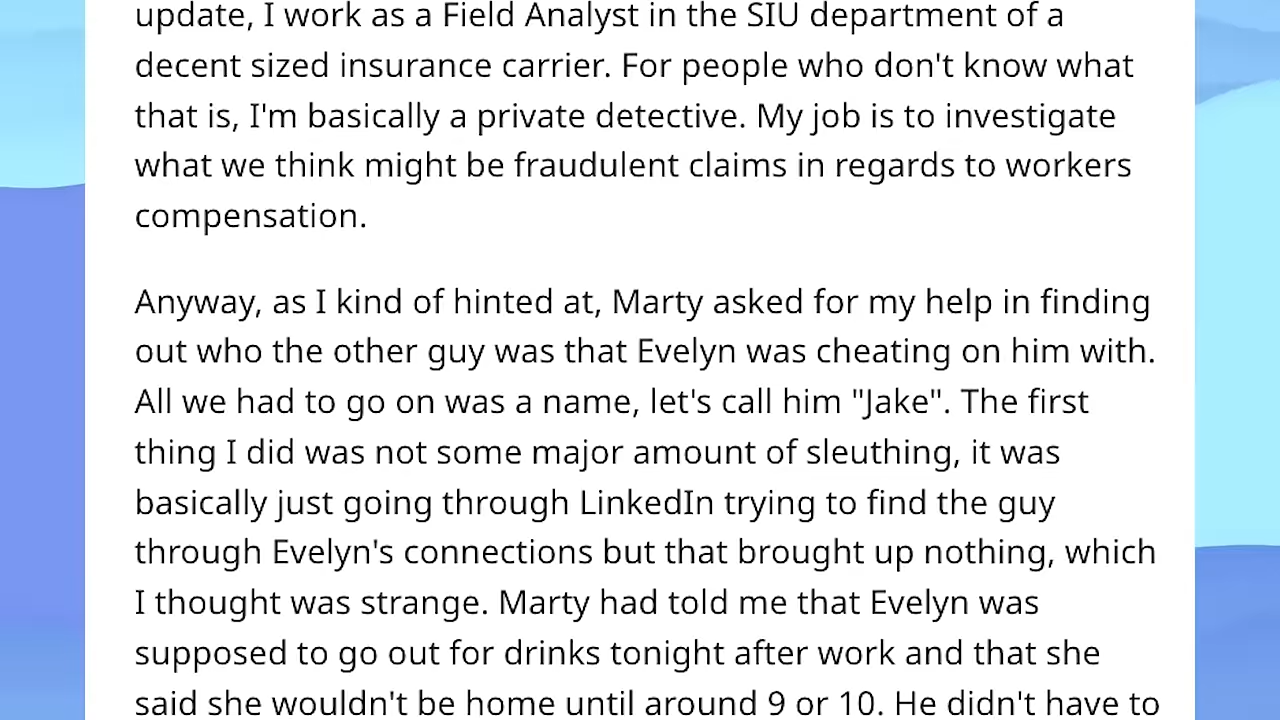 update, I work as a Field Analyst in the SIU department of a
decent sized insurance carrier. For people who don't know what
that is, I'm basically a private detective. My job is to investigate
what we think might be fraudulent claims in regards to workers
compensation.
Anyway, as I kind of hinted at, Marty asked for my help in finding
out who the other guy was that Evelyn was cheating on him with.
All we had to go on was a name, let's call him "Jake". The first
thing I did was not some major amount of sleuthing, it was
basically just going through LinkedIn trying to find the guy
through Evelyn's connections but that brought up nothing, which
I thought was strange. Marty had told me that Evelyn was
supposed to go out for drinks tonight after work and that she
said she wouldn't be home until around 9 or 10. He didn't have to